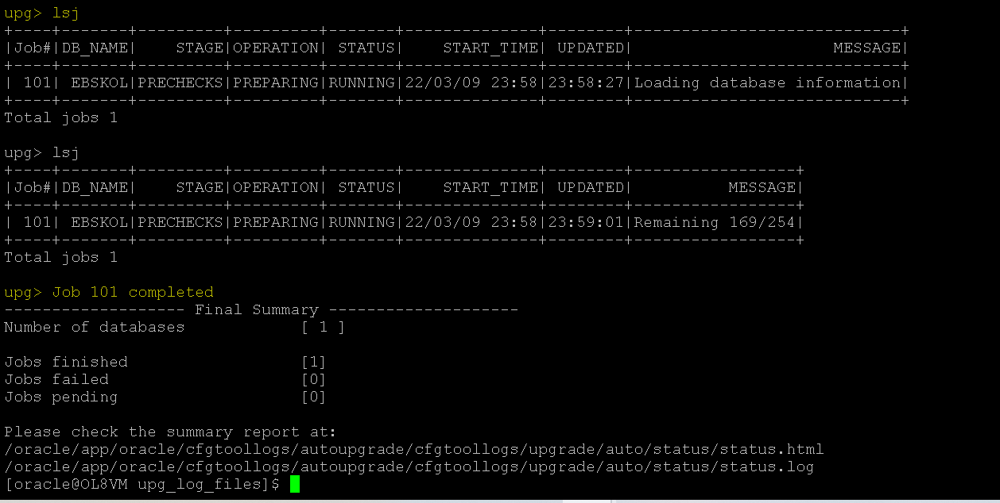 upg> lsj
+----+-------+---------+---------+-------+--------------+--------+----------------------------+
|Job#|DB_NAME|    STAGE|OPERATION| STATUS|    START_TIME| UPDATED|                     MESSAGE|
+----+-------+---------+---------+-------+--------------+--------+----------------------------+
| 101| EBSKOL|PRECHECKS|PREPARING|RUNNING|22/03/09 23:58|23:58:27|Loading database information|
+----+-------+---------+---------+-------+--------------+--------+----------------------------+
Total jobs 1
upg> lsj
+----+-------+---------+---------+-------+--------------+--------+-----------------+
|Job#|DB_NAME|    STAGE|OPERATION| STATUS|    START_TIME| UPDATED|          MESSAGE|
+----+-------+---------+---------+-------+--------------+--------+-----------------+
| 101| EBSKOL|PRECHECKS|PREPARING|RUNNING|22/03/09 23:58|23:59:01|Remaining 169/254|
+----+-------+---------+---------+-------+--------------+--------+-----------------+
Total jobs 1
upg> Job 101 completed
------------------- Final Summary --------------------
Number of databases            [ 1 ]
Jobs finished                  [1]
Jobs failed                    [0]
Jobs pending                   [0]
Please check the summary report at:
/oracle/app/oracle/cfgtoollogs/autoupgrade/cfgtoollogs/upgrade/auto/status/status.html
/oracle/app/oracle/cfgtoollogs/autoupgrade/cfgtoollogs/upgrade/auto/status/status.log
[oracle@OL8VM upg_log_files]$